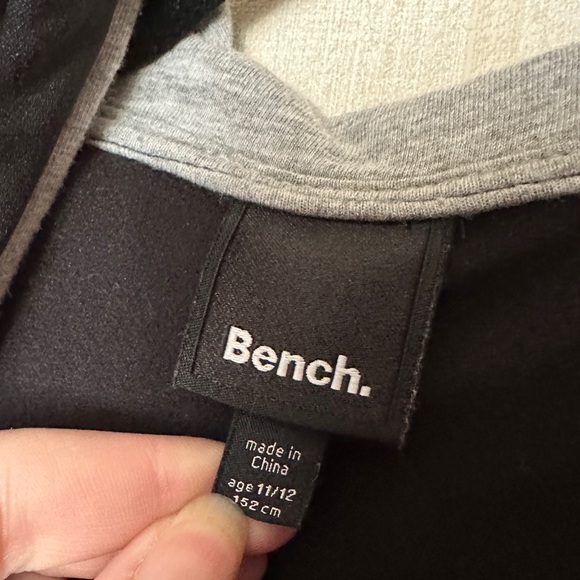 Bench.
made in
China
age 11/12
152 cm